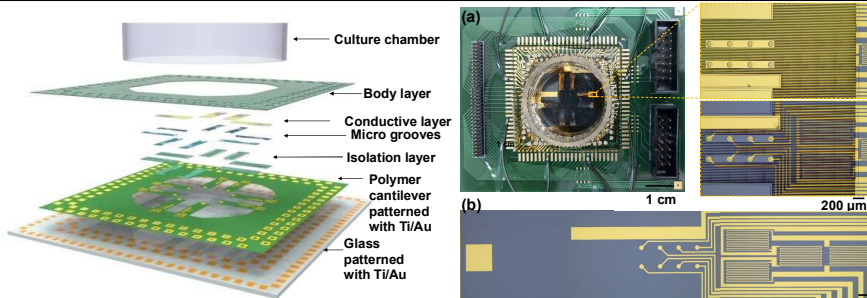 Culture chamber
Body layer
Conductive layer
Micro grooves
Isolation layer
Polymer
cantilever
patterned
with Ti/Au
Glass
patterned
with Ti/Au
(a)
1 cm
200 µm
(b)